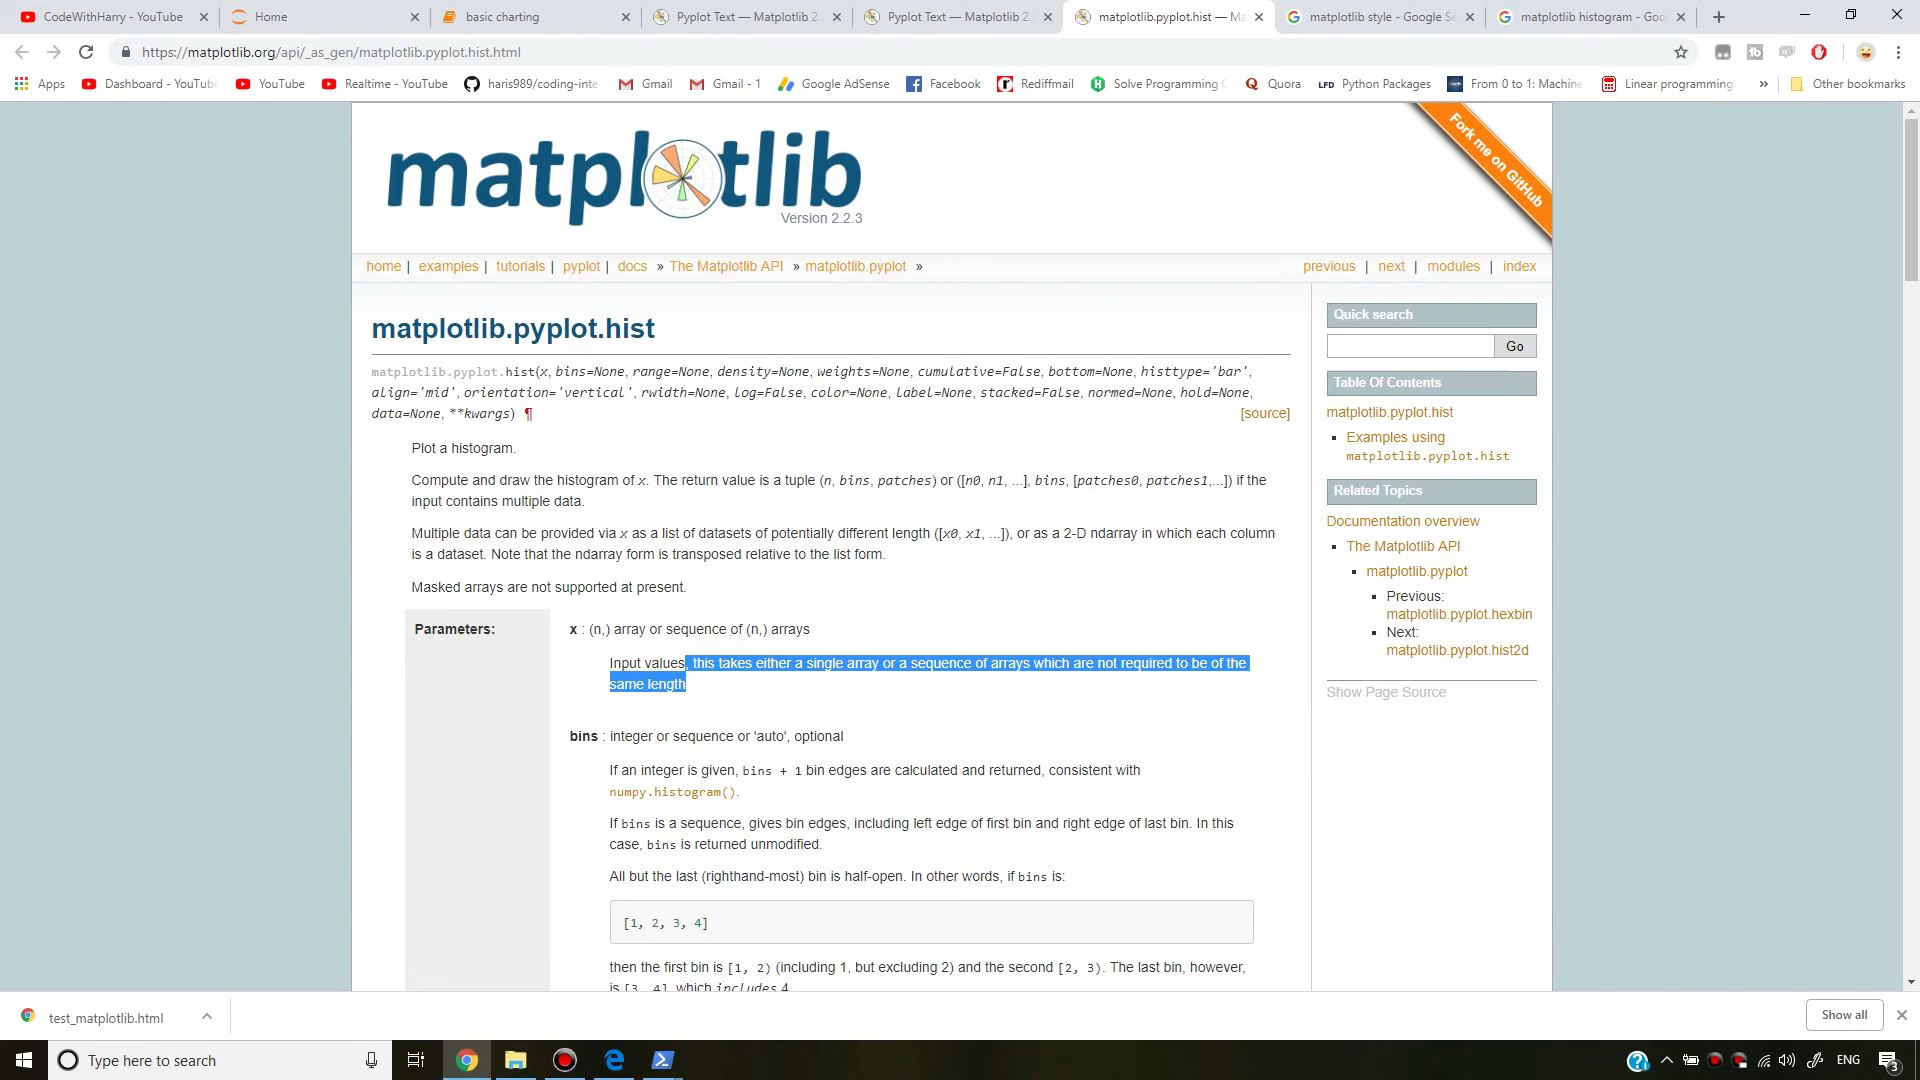 CodeWithHarry - YouTube
Home
basic charting
Pyplot Text — Matplotlib 2.
Pyplot Text — Matplotlib 2.
matplotlib.pyplot.hist — Ma
matplotlib style - Google Se
matplotlib histogram - Goo
https://matplotlib.org/api/_as_gen/matplotlib.pyplot.hist.html
Apps
Dashboard - YouTube
YouTube
Realtime - YouTube
haris989/coding-inte
Gmail
Gmail - 1
Google AdSense
Facebook
Rediffmail
Solve Programming
Quora
LFD Python Packages
From 0 to 1: Machine
Linear programming
»
Other bookmarks
matplotlib
Version 2.2.3
Fork me on GitHub
home | examples | tutorials | pyplot | docs » The Matplotlib API » matplotlib.pyplot »
previous | next | modules | index
matplotlib.pyplot.hist
matplotlib.pyplot.hist(x, bins=None, range=None, density=None, weights=None, cumulative=False, bottom=None, histtype='bar',
align='mid', orientation='vertical', rwidth=None, log=False, color=None, label=None, stacked=False, normed=None, hold=None,
data=None, **kwargs) ¶ [source]
Plot a histogram.
Compute and draw the histogram of x. The return value is a tuple (n, bins, patches) or ([n0, n1, ...], bins, [patches0, patches1,...]) if the
input contains multiple data.
Multiple data can be provided via x as a list of datasets of potentially different length ([x0, x1, ...]), or as a 2-D ndarray in which each column
is a dataset. Note that the ndarray form is transposed relative to the list form.
Masked arrays are not supported at present.
Parameters:
x : (n,) array or sequence of (n,) arrays
Input values, this takes either a single array or a sequence of arrays which are not required to be of the
same length
bins : integer or sequence or 'auto', optional
If an integer is given, bins + 1 bin edges are calculated and returned, consistent with
numpy.histogram().
If bins is a sequence, gives bin edges, including left edge of first bin and right edge of last bin. In this
case, bins is returned unmodified.
All but the last (righthand-most) bin is half-open. In other words, if bins is:
[1, 2, 3, 4]
then the first bin is [1, 2) (including 1, but excluding 2) and the second [2, 3). The last bin, however,
is [3, 4], which includes 4.
Quick search
Go
Table Of Contents
matplotlib.pyplot.hist
Examples using
matplotlib.pyplot.hist
Related Topics
Documentation overview
The Matplotlib API
matplotlib.pyplot
Previous:
matplotlib.pyplot.hexbin
Next:
matplotlib.pyplot.hist2d
Show Page Source
test_matplotlib.html
Show all
Type here to search
ENG
3